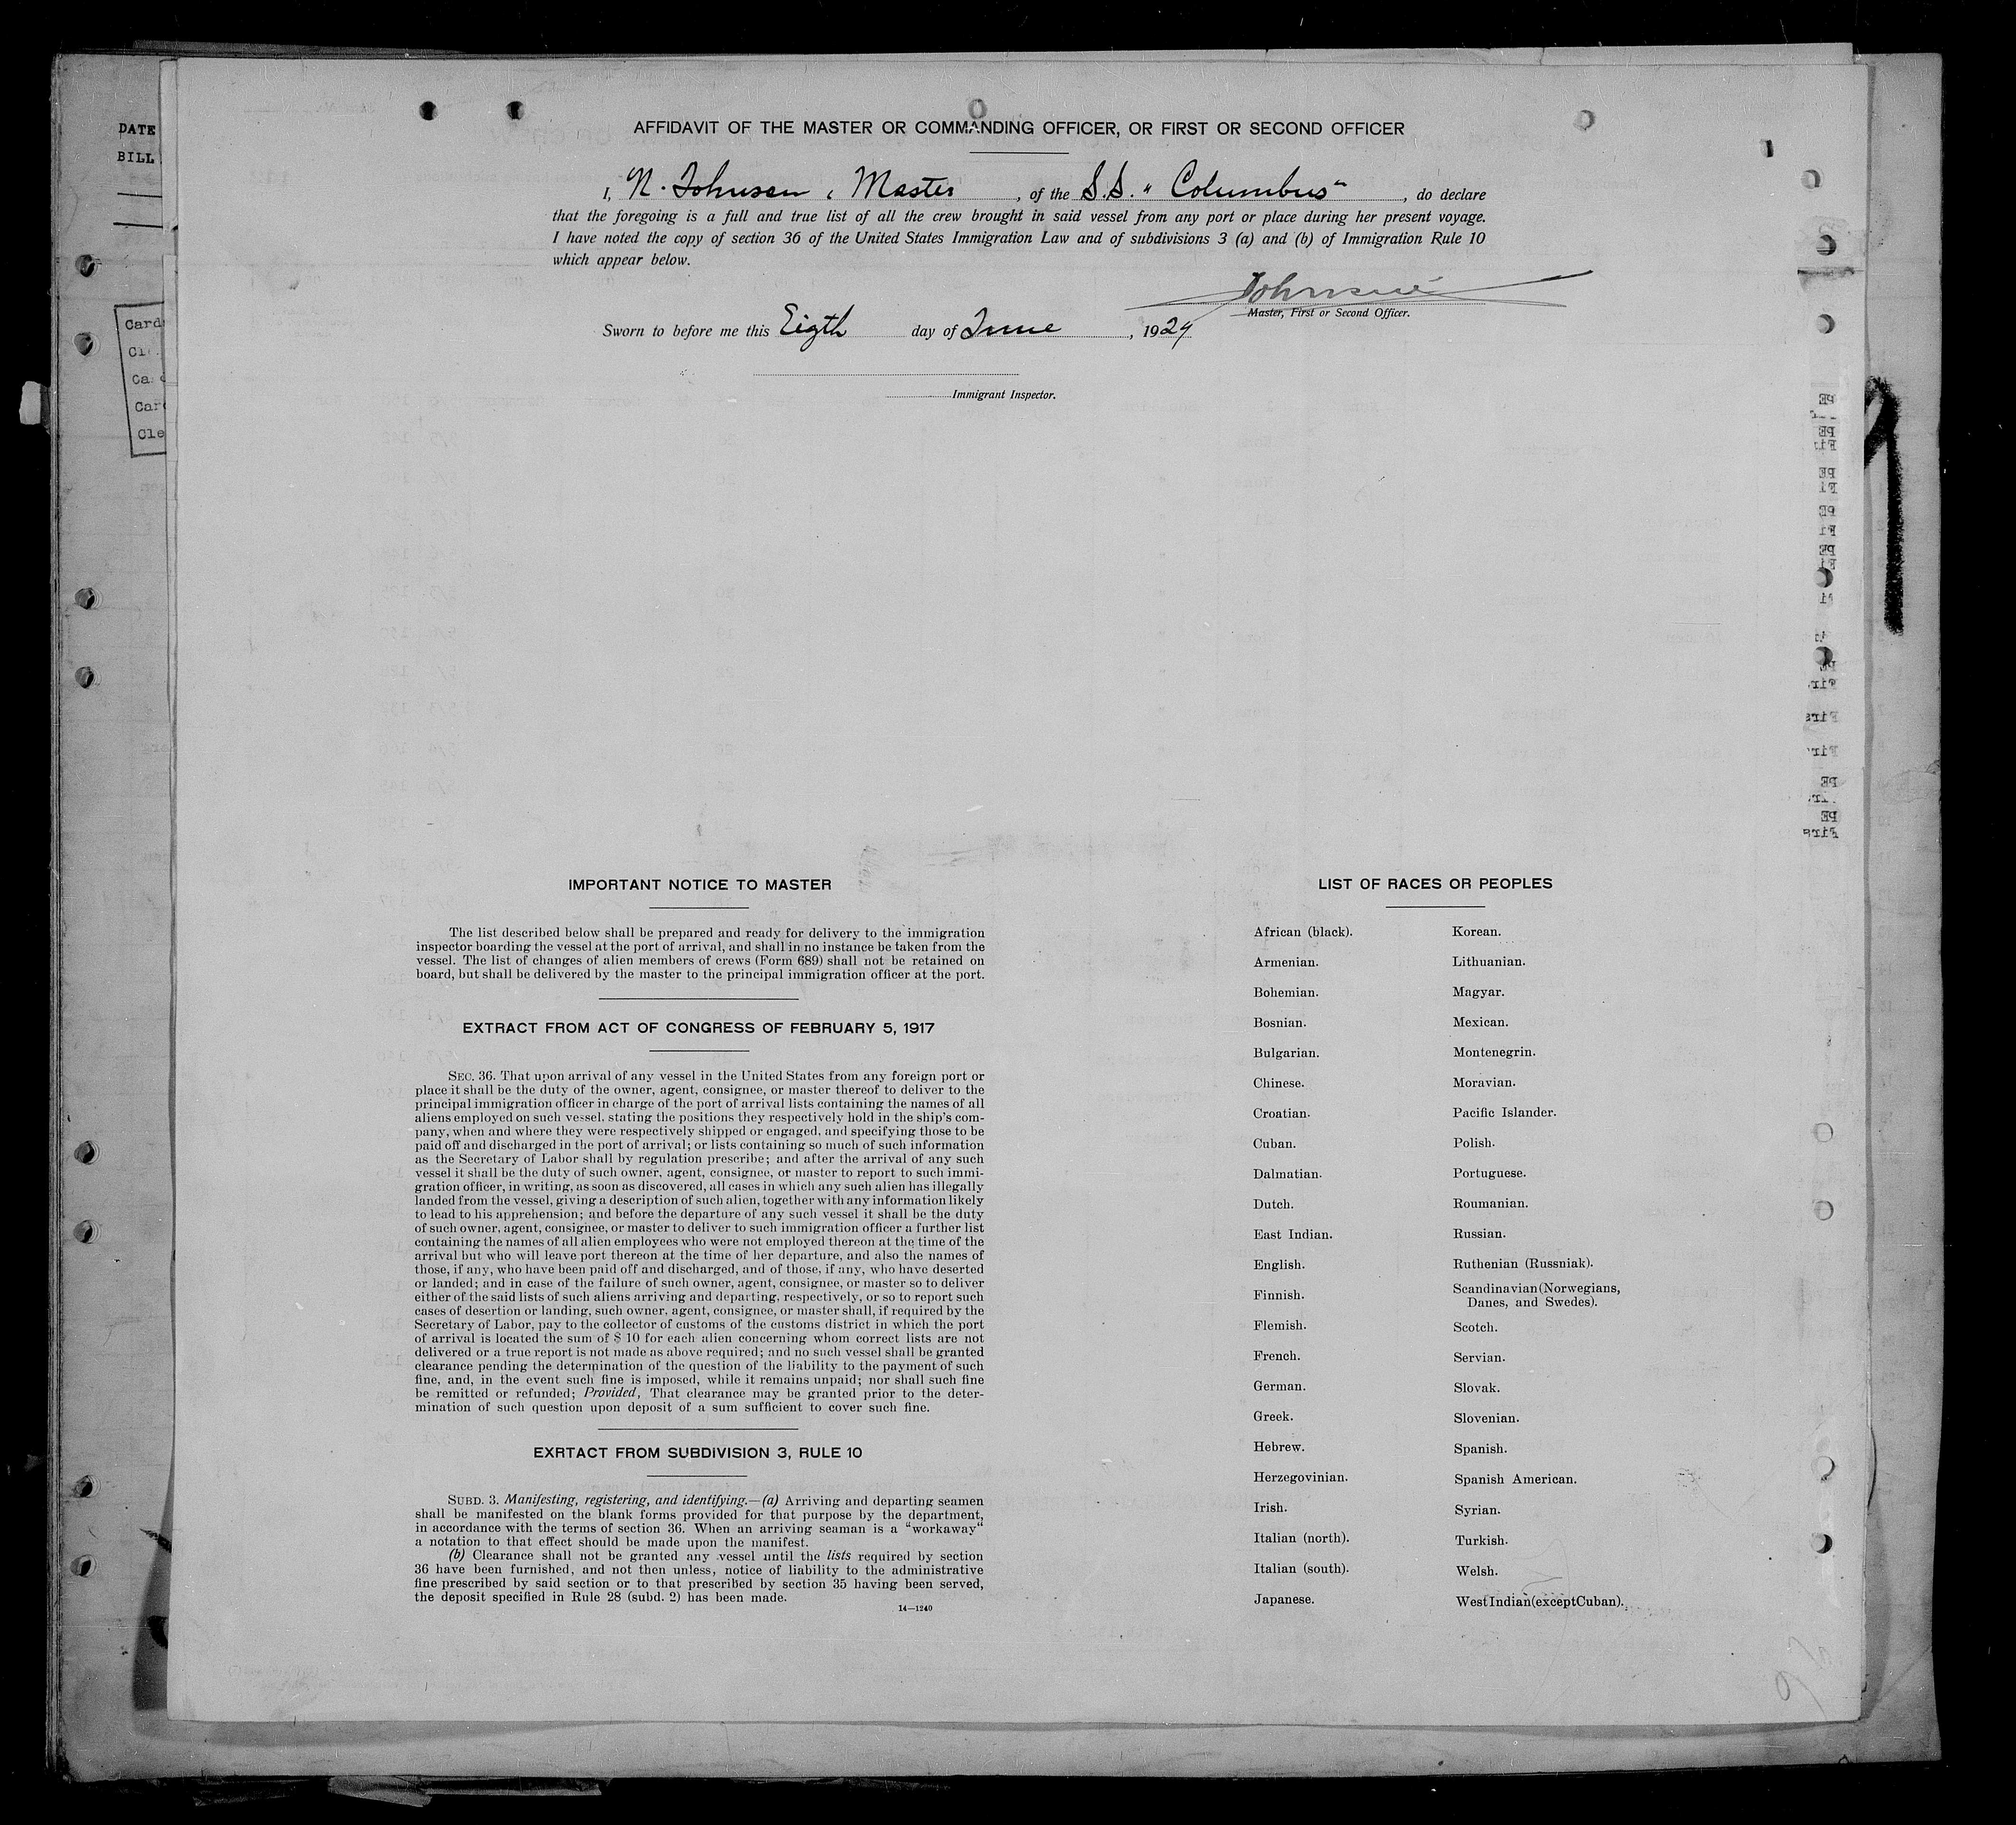 DATE
BILL
Card
Cl
Ca
Car
Cle
AFFIDAVIT OF THE MASTER OR COMMANDING OFFICER, OR FIRST OR SECOND OFFICER
I, N. Johnsen, Master, of the S.S. "Columbus", do declare
that the foregoing is a full and true list of all the crew brought in said vessel from any port or place during her present voyage.
I have noted the copy of section 36 of the United States Immigration Law and of subdivisions 3 (a) and (b) of Immigration Rule 10
which appear below.
Johnsen
Master, First or Second Officer.
Sworn to before me this Eigth day of June, 1924
Immigrant Inspector.
IMPORTANT NOTICE TO MASTER
The list described below shall be prepared and ready for delivery to the immigration
inspector boarding the vessel at the port of arrival, and shall in no instance be taken from the
vessel. The list of changes of alien members of crews (Form 689) shall not be retained on
board, but shall be delivered by the master to the principal immigration officer at the port.
EXTRACT FROM ACT OF CONGRESS OF FEBRUARY 5, 1917
SEC. 36. That upon arrival of any vessel in the United States from any foreign port or
place it shall be the duty of the owner, agent, consignee, or master thereof to deliver to the
principal immigration officer in charge of the port of arrival lists containing the names of all
aliens employed on such vessel, stating the positions they respectively hold in the ship's com-
pany, when and where they were respectively shipped or engaged, and specifying those to be
paid off and discharged in the port of arrival; or lists containing so much of such information
as the Secretary of Labor shall by regulation prescribe; and after the arrival of any such
vessel it shall be the duty of such owner, agent, consignee, or master to report to such immi-
gration officer, in writing, as soon as discovered, all cases in which any such alien has illegally
landed from the vessel, giving a description of such alien, together with any information likely
to lead to his apprehension; and before the departure of any such vessel it shall be the duty
of such owner, agent, consignee, or master to deliver to such immigration officer a further list
containing the names of all alien employees who were not employed thereon at the time of the
arrival but who will leave port thereon at the time of her departure, and also the names of
those, if any, who have been paid off and discharged, and of those, if any, who have deserted
or landed; and in case of the failure of such owner, agent, consignee, or master so to deliver
either of the said lists of such aliens arriving and departing, respectively, or so to report such
cases of desertion or landing, such owner, agent, consignee, or master shall, if required by the
Secretary of Labor, pay to the collector of customs of the customs district in which the port
of arrival is located the sum of $ 10 for each alien concerning whom correct lists are not
delivered or a true report is not made as above required; and no such vessel shall be granted
clearance pending the determination of the question of the liability to the payment of such
fine, and, in the event such fine is imposed, while it remains unpaid; nor shall such fine
be remitted or refunded; Provided, That clearance may be granted prior to the deter-
mination of such question upon deposit of a sum sufficient to cover such fine.
EXRTACT FROM SUBDIVISION 3, RULE 10
SUBD. 3. Manifesting, registering, and identifying.—(a) Arriving and departing seamen
shall be manifested on the blank forms provided for that purpose by the department,
in accordance with the terms of section 36. When an arriving seaman is a "workaway"
a notation to that effect should be made upon the manifest.
(b) Clearance shall not be granted any vessel until the lists required by section
36 have been furnished, and not then unless, notice of liability to the administrative
fine prescribed by said section or to that prescribed by section 35 having been served,
the deposit specified in Rule 28 (subd. 2) has been made.
14—1240
LIST OF RACES OR PEOPLES
African (black).
Armenian.
Bohemian.
Bosnian.
Bulgarian.
Chinese.
Croatian.
Cuban.
Dalmatian.
Dutch.
East Indian.
English.
Finnish.
Flemish.
French.
German.
Greek.
Hebrew.
Herzegovinian.
Irish.
Italian (north).
Italian (south).
Japanese.
Korean.
Lithuanian.
Magyar.
Mexican.
Montenegrin.
Moravian.
Pacific Islander.
Polish.
Portuguese.
Roumanian.
Russian.
Ruthenian (Russniak).
Scandinavian (Norwegians,
Danes, and Swedes).
Scotch.
Servian.
Slovak.
Slovenian.
Spanish.
Spanish American.
Syrian.
Turkish.
Welsh.
West Indian (except Cuban).